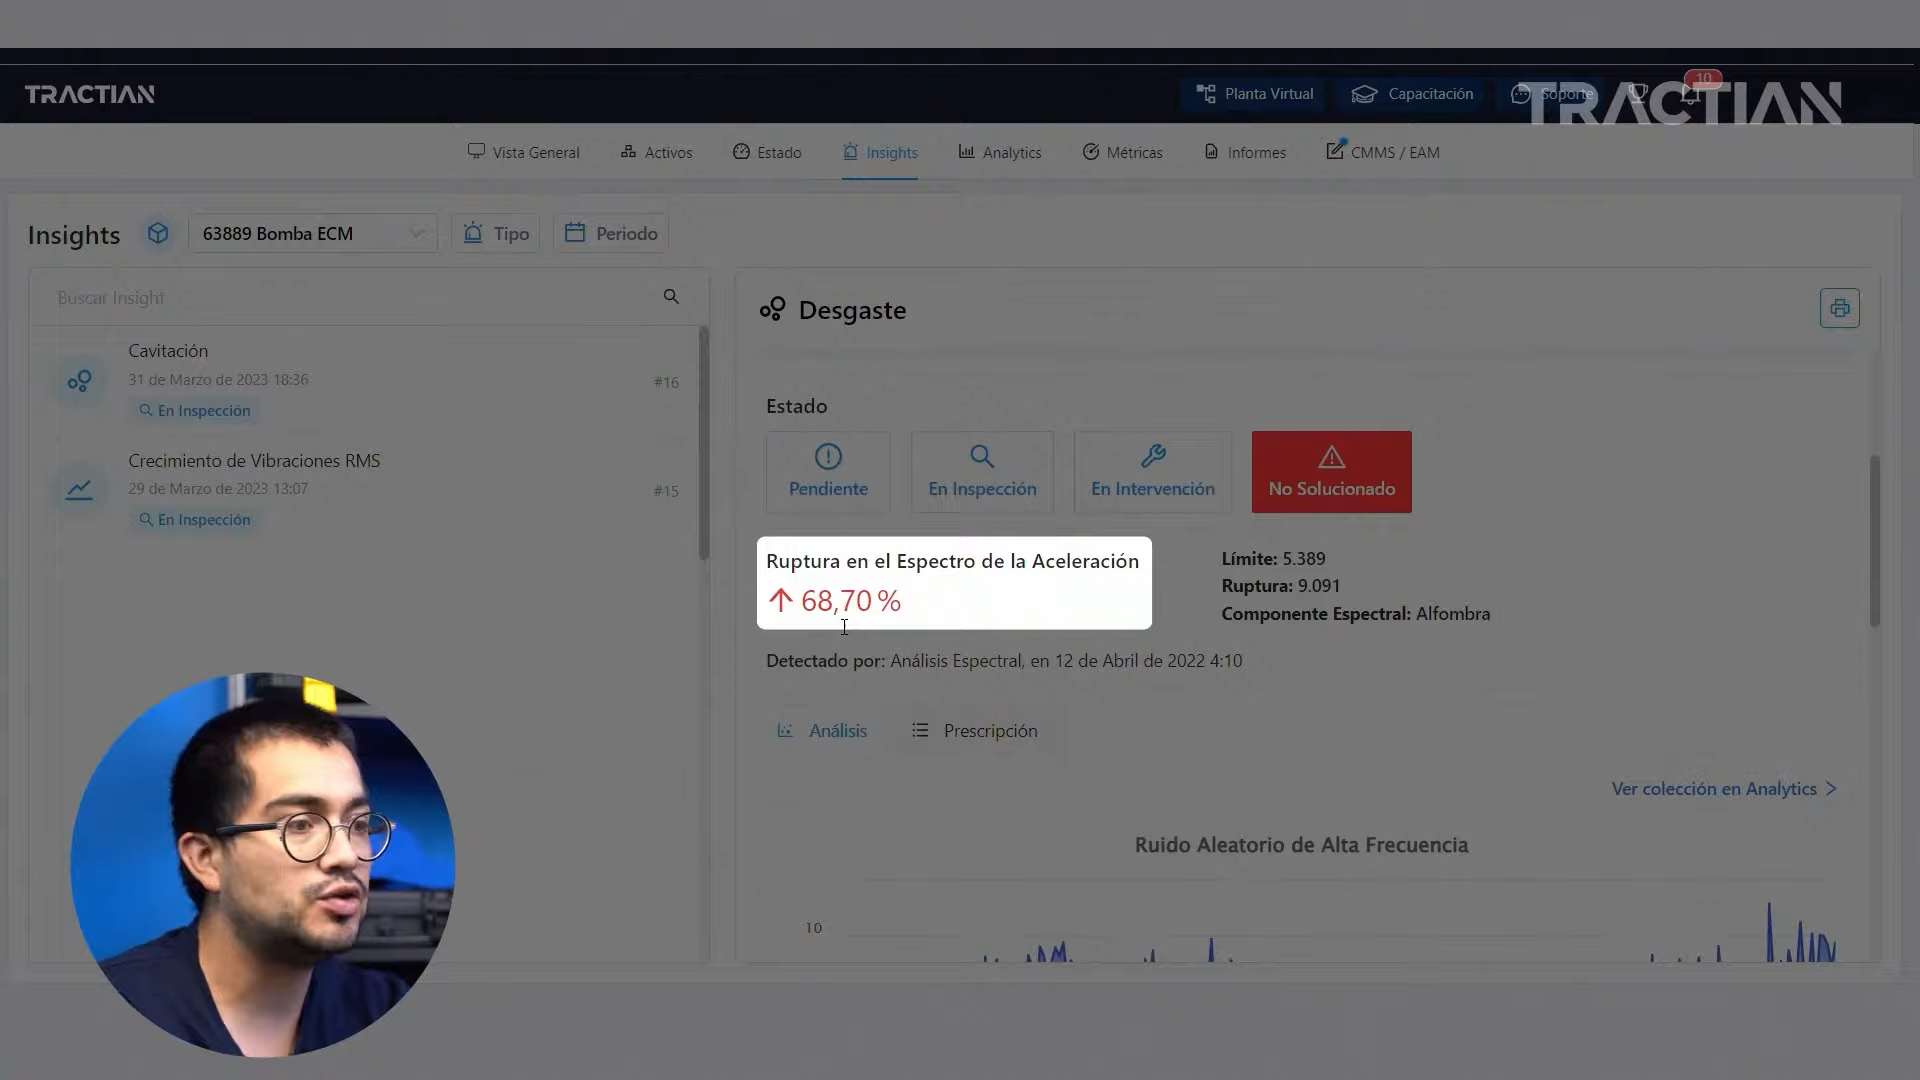 TRACTIAN
Planta Virtual
Capacitación
Soporte
10
TRACTIAN
Vista General
Activos
Estado
Insights
Analytics
Métricas
Informes
CMMS / EAM
Insights
63889 Bomba ECM
Tipo
Periodo
Buscar Insight
Cavitación
31 de Marzo de 2023 18:36
#16
En Inspección
Crecimiento de Vibraciones RMS
29 de Marzo de 2023 13:07
#15
En Inspección
Desgaste
Estado
Pendiente
En Inspección
En Intervención
No Solucionado
Ruptura en el Espectro de la Aceleración
68,70 %
Límite: 5.389
Ruptura: 9.091
Componente Espectral: Alfombra
Detectado por: Análisis Espectral, en 12 de Abril de 2022 4:10
Análisis
Prescripción
Ver colección en Analytics
Ruido Aleatorio de Alta Frecuencia
10